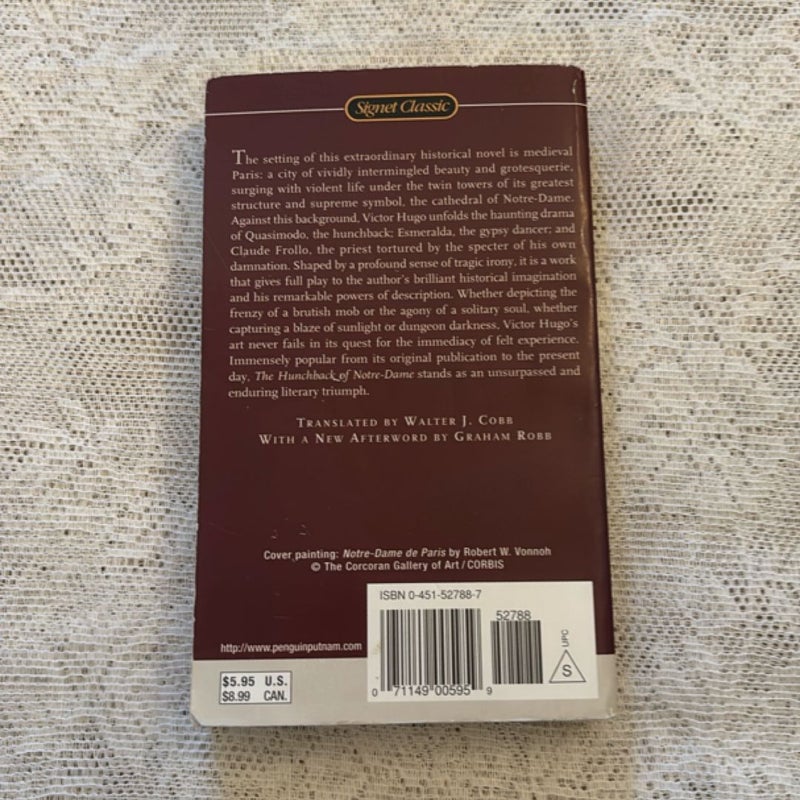 Signet Classic
The setting of this extraordinary historical novel is medieval
Paris: a city of vividly intermingled beauty and grotesquerie,
surging with violent life under the twin towers of its greatest
structure and supreme symbol, the cathedral of Notre-Dame.
Against this background, Victor Hugo unfolds the haunting drama
of Quasimodo, the hunchback; Esmeralda, the gypsy dancer; and
Claude Frollo, the priest tortured by the specter of his own
damnation. Shaped by a profound sense of tragic irony, it is a work
that gives full play to the author's brilliant historical imagination
and his remarkable powers of description. Whether depicting the
frenzy of a brutish mob or the agony of a solitary soul, whether
capturing a blaze of sunlight or dungeon darkness, Victor Hugo's
art never fails in its quest for the immediacy of felt experience.
Immensely popular from its original publication to the present
day, The Hunchback of Notre-Dame stands as an unsurpassed and
enduring literary triumph.
Translated by Walter J. Cobb
With a New Afterword by Graham Robb
Cover painting: Notre-Dame de Paris by Robert W. Vonnoh
© The Corcoran Gallery of Art / CORBIS
ISBN 0-451-52788-7
52788
UPC
S
0 71149 00595 9
http://www.penguinputnam.com
$5.95 U.S.
$8.99 CAN.